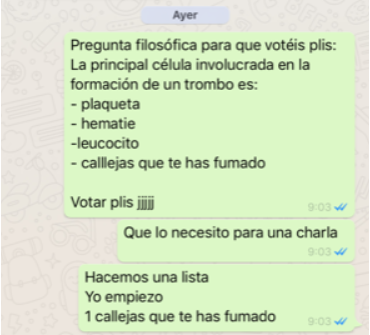 Ayer
Pregunta filosófica para que votéis plis:
La principal célula involucrada en la
formación de un trombo es:
- plaqueta
- hematie
-leucocito
- calllejas que te has fumado
Votar plis jjjjj
9:03
Que lo necesito para una charla
9:03
Hacemos una lista
Yo empiezo
1 callejas que te has fumado
9:03